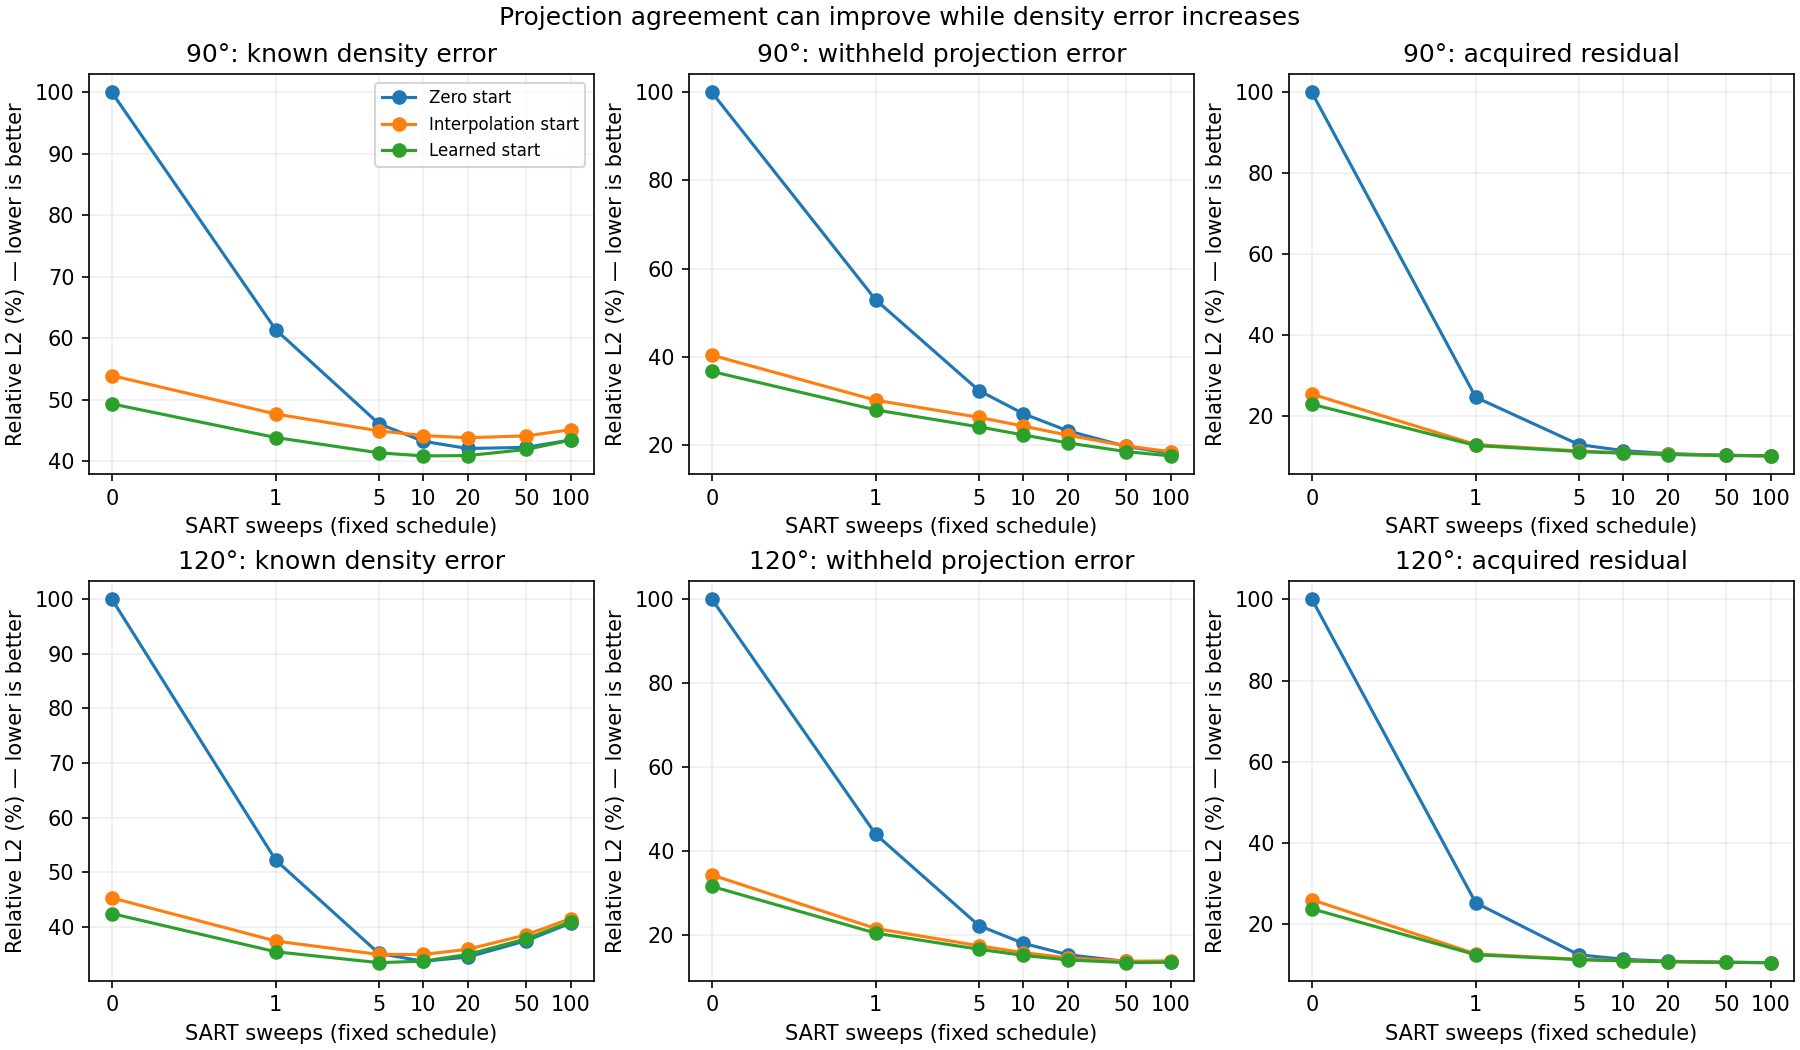 Projection agreement can improve while density error increases
90°: known density error
Relative L2 (%) — lower is better
100
90
80
70
60
50
40
Zero start
Interpolation start
Learned start
0 1 5 10 20 50 100
SART sweeps (fixed schedule)
90°: withheld projection error
Relative L2 (%) — lower is better
100
80
60
40
20
0 1 5 10 20 50 100
SART sweeps (fixed schedule)
90°: acquired residual
Relative L2 (%) — lower is better
100
80
60
40
20
0 1 5 10 20 50 100
SART sweeps (fixed schedule)
120°: known density error
Relative L2 (%) — lower is better
100
90
80
70
60
50
40
0 1 5 10 20 50 100
SART sweeps (fixed schedule)
120°: withheld projection error
Relative L2 (%) — lower is better
100
80
60
40
20
0 1 5 10 20 50 100
SART sweeps (fixed schedule)
120°: acquired residual
Relative L2 (%) — lower is better
100
80
60
40
20
0 1 5 10 20 50 100
SART sweeps (fixed schedule)